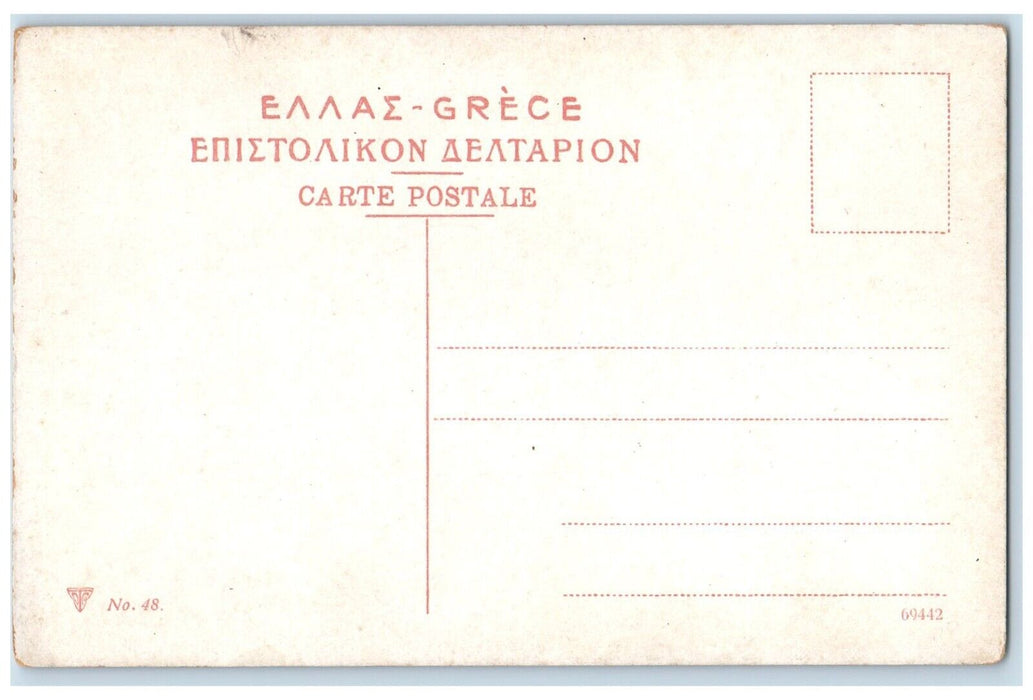 ΕΛΛΑΣ - GRÈCE
ΕΠΙΣΤΟΛΙΚΟΝ ΔΕΛΤΑΡΙΟΝ
CARTE POSTALE
No. 48.
69442